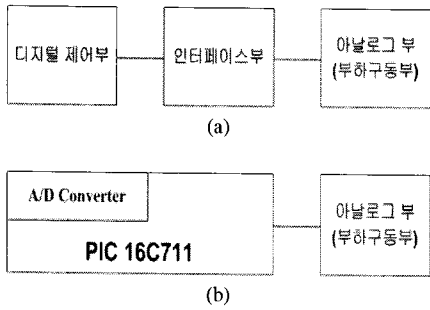 디지털 제어부
인터페이스부
아날로그 부
(부하구동부)
(a)
A/D Converter
PIC 16C711
아날로그 부
(부하구동부)
(b)